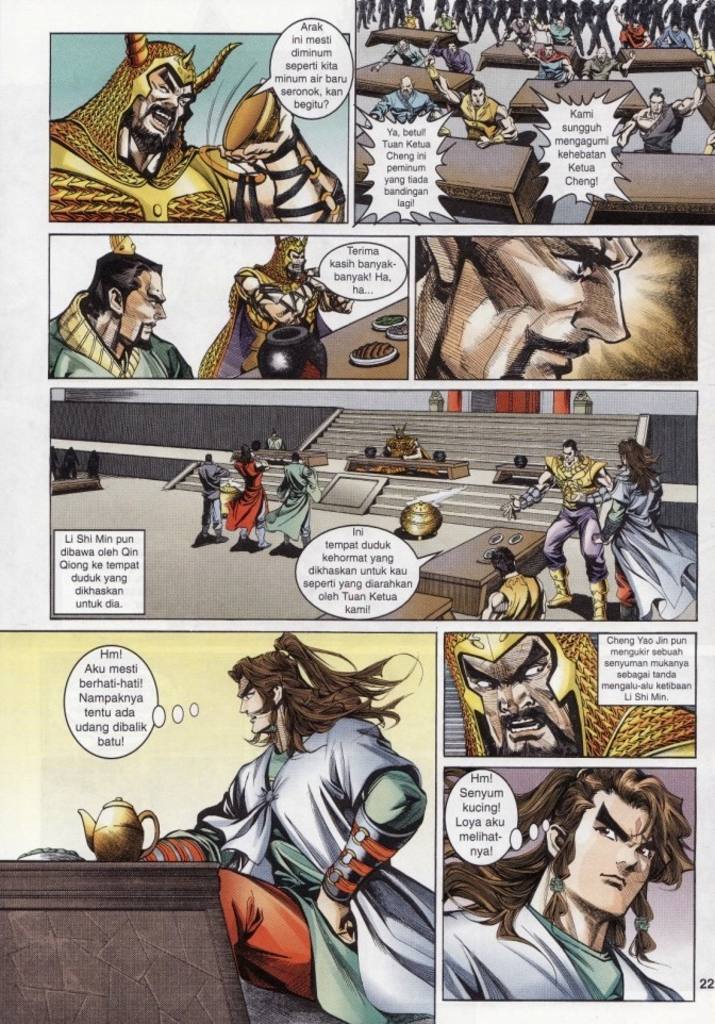 Arak
ini mesti
diminum
seperti kita
minum air baru
seronok, kan
begitu?
Ya, betul!
Tuan Ketua
Cheng ini
peminum
yang tiada
bandingan
lagi!
Kami
sungguh
mengagumi
kehebatan
Ketua
Cheng!
Terima
kasih banyak-
banyak! Ha,
ha...
Li Shi Min pun
dibawa oleh Qin
Qiong ke tempat
duduk yang
dikhaskan
untuk dia.
Ini
tempat duduk
kehormat yang
dikhaskan untuk kau
seperti yang diarahkan
oleh Tuan Ketua
kami!
Hm!
Aku mesti
berhati-hati!
Nampaknya
tentu ada
udang dibalik
batu!
Cheng Yao Jin pun
mengukir sebuah
senyuman mukanya
sebagai tanda
mengalu-alu ketibaan
Li Shi Min.
Hm!
Senyum
kucing!
Loya aku
melihat-
nya!
22